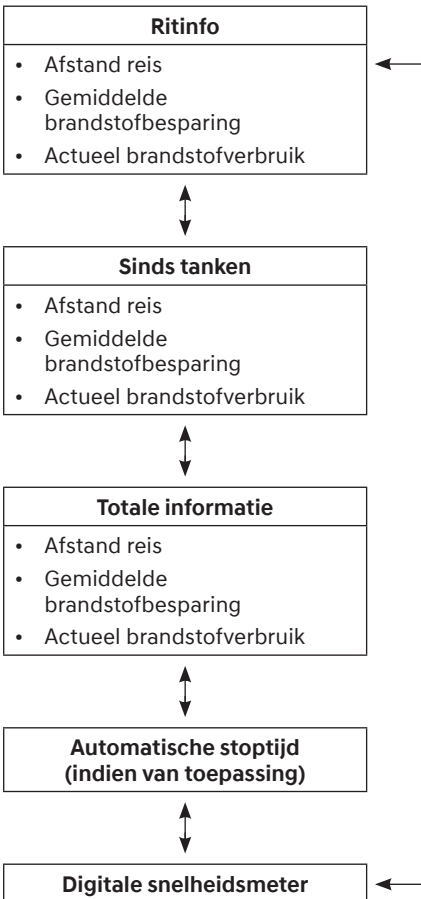 Ritinfo
• Afstand reis
• Gemiddelde
brandstofbesparing
• Actueel brandstofverbruik
Sinds tanken
• Afstand reis
• Gemiddelde
brandstofbesparing
• Actueel brandstofverbruik
Totale informatie
• Afstand reis
• Gemiddelde
brandstofbesparing
• Actueel brandstofverbruik
Automatische stoptijd
(indien van toepassing)
Digitale snelheidsmeter